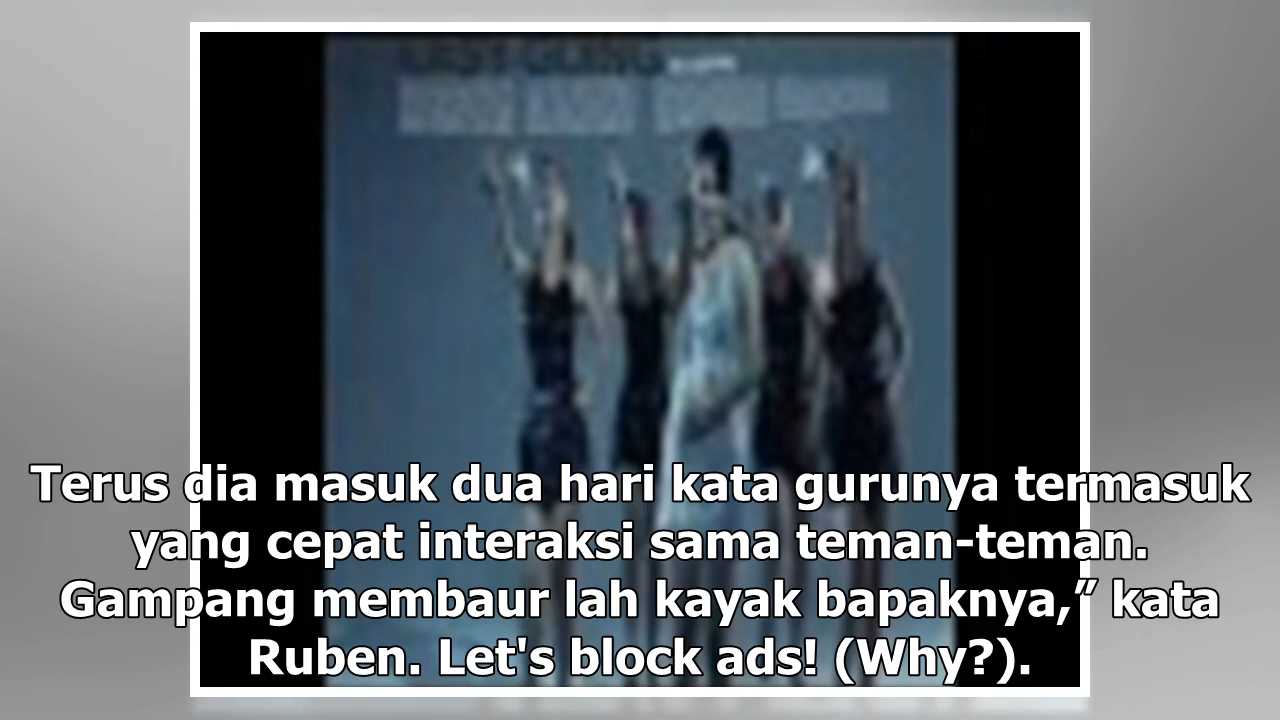 Terus dia masuk dua hari kata gurunya termasuk
yang cepat interaksi sama teman-teman.
Gampang membaur lah kayak bapaknya,” kata
Ruben. Let's block ads! (Why?).